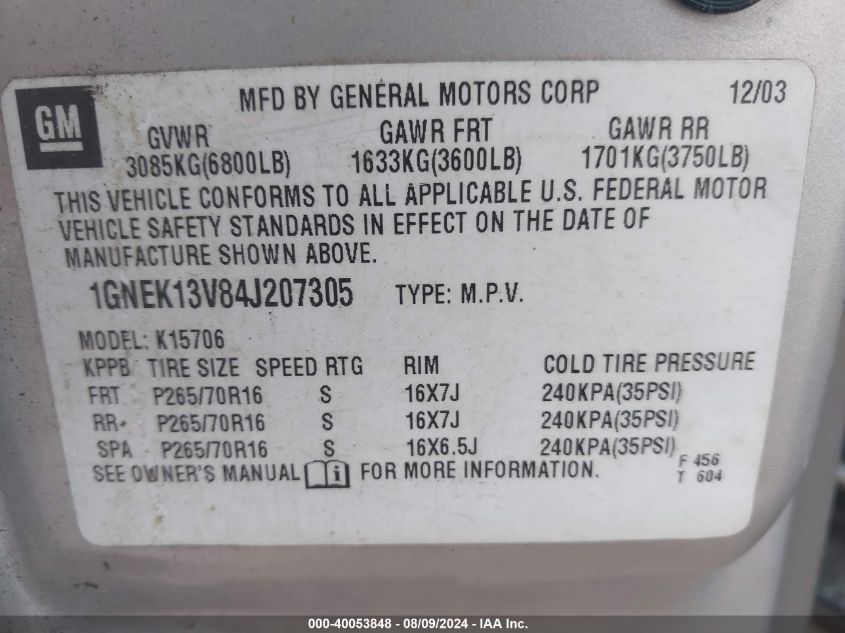 GM
MFD BY GENERAL MOTORS CORP 12/03
GVWR GAWR FRT GAWR RR
3085KG(6800LB) 1633KG(3600LB) 1701KG(3750LB)
THIS VEHICLE CONFORMS TO ALL APPLICABLE U.S. FEDERAL MOTOR
VEHICLE SAFETY STANDARDS IN EFFECT ON THE DATE OF
MANUFACTURE SHOWN ABOVE.
1GNEK13V84J207305 TYPE: M.P.V.
MODEL: K15706
KPPB TIRE SIZE SPEED RTG RIM COLD TIRE PRESSURE
FRT P265/70R16 S 16X7J 240KPA(35PSI)
RR P265/70R16 S 16X7J 240KPA(35PSI)
SPA P265/70R16 S 16X6.5J 240KPA(35PSI)
SEE OWNER'S MANUAL i FOR MORE INFORMATION.
F 456
T 604
000-40053848 - 08/09/2024 - IAA Inc.